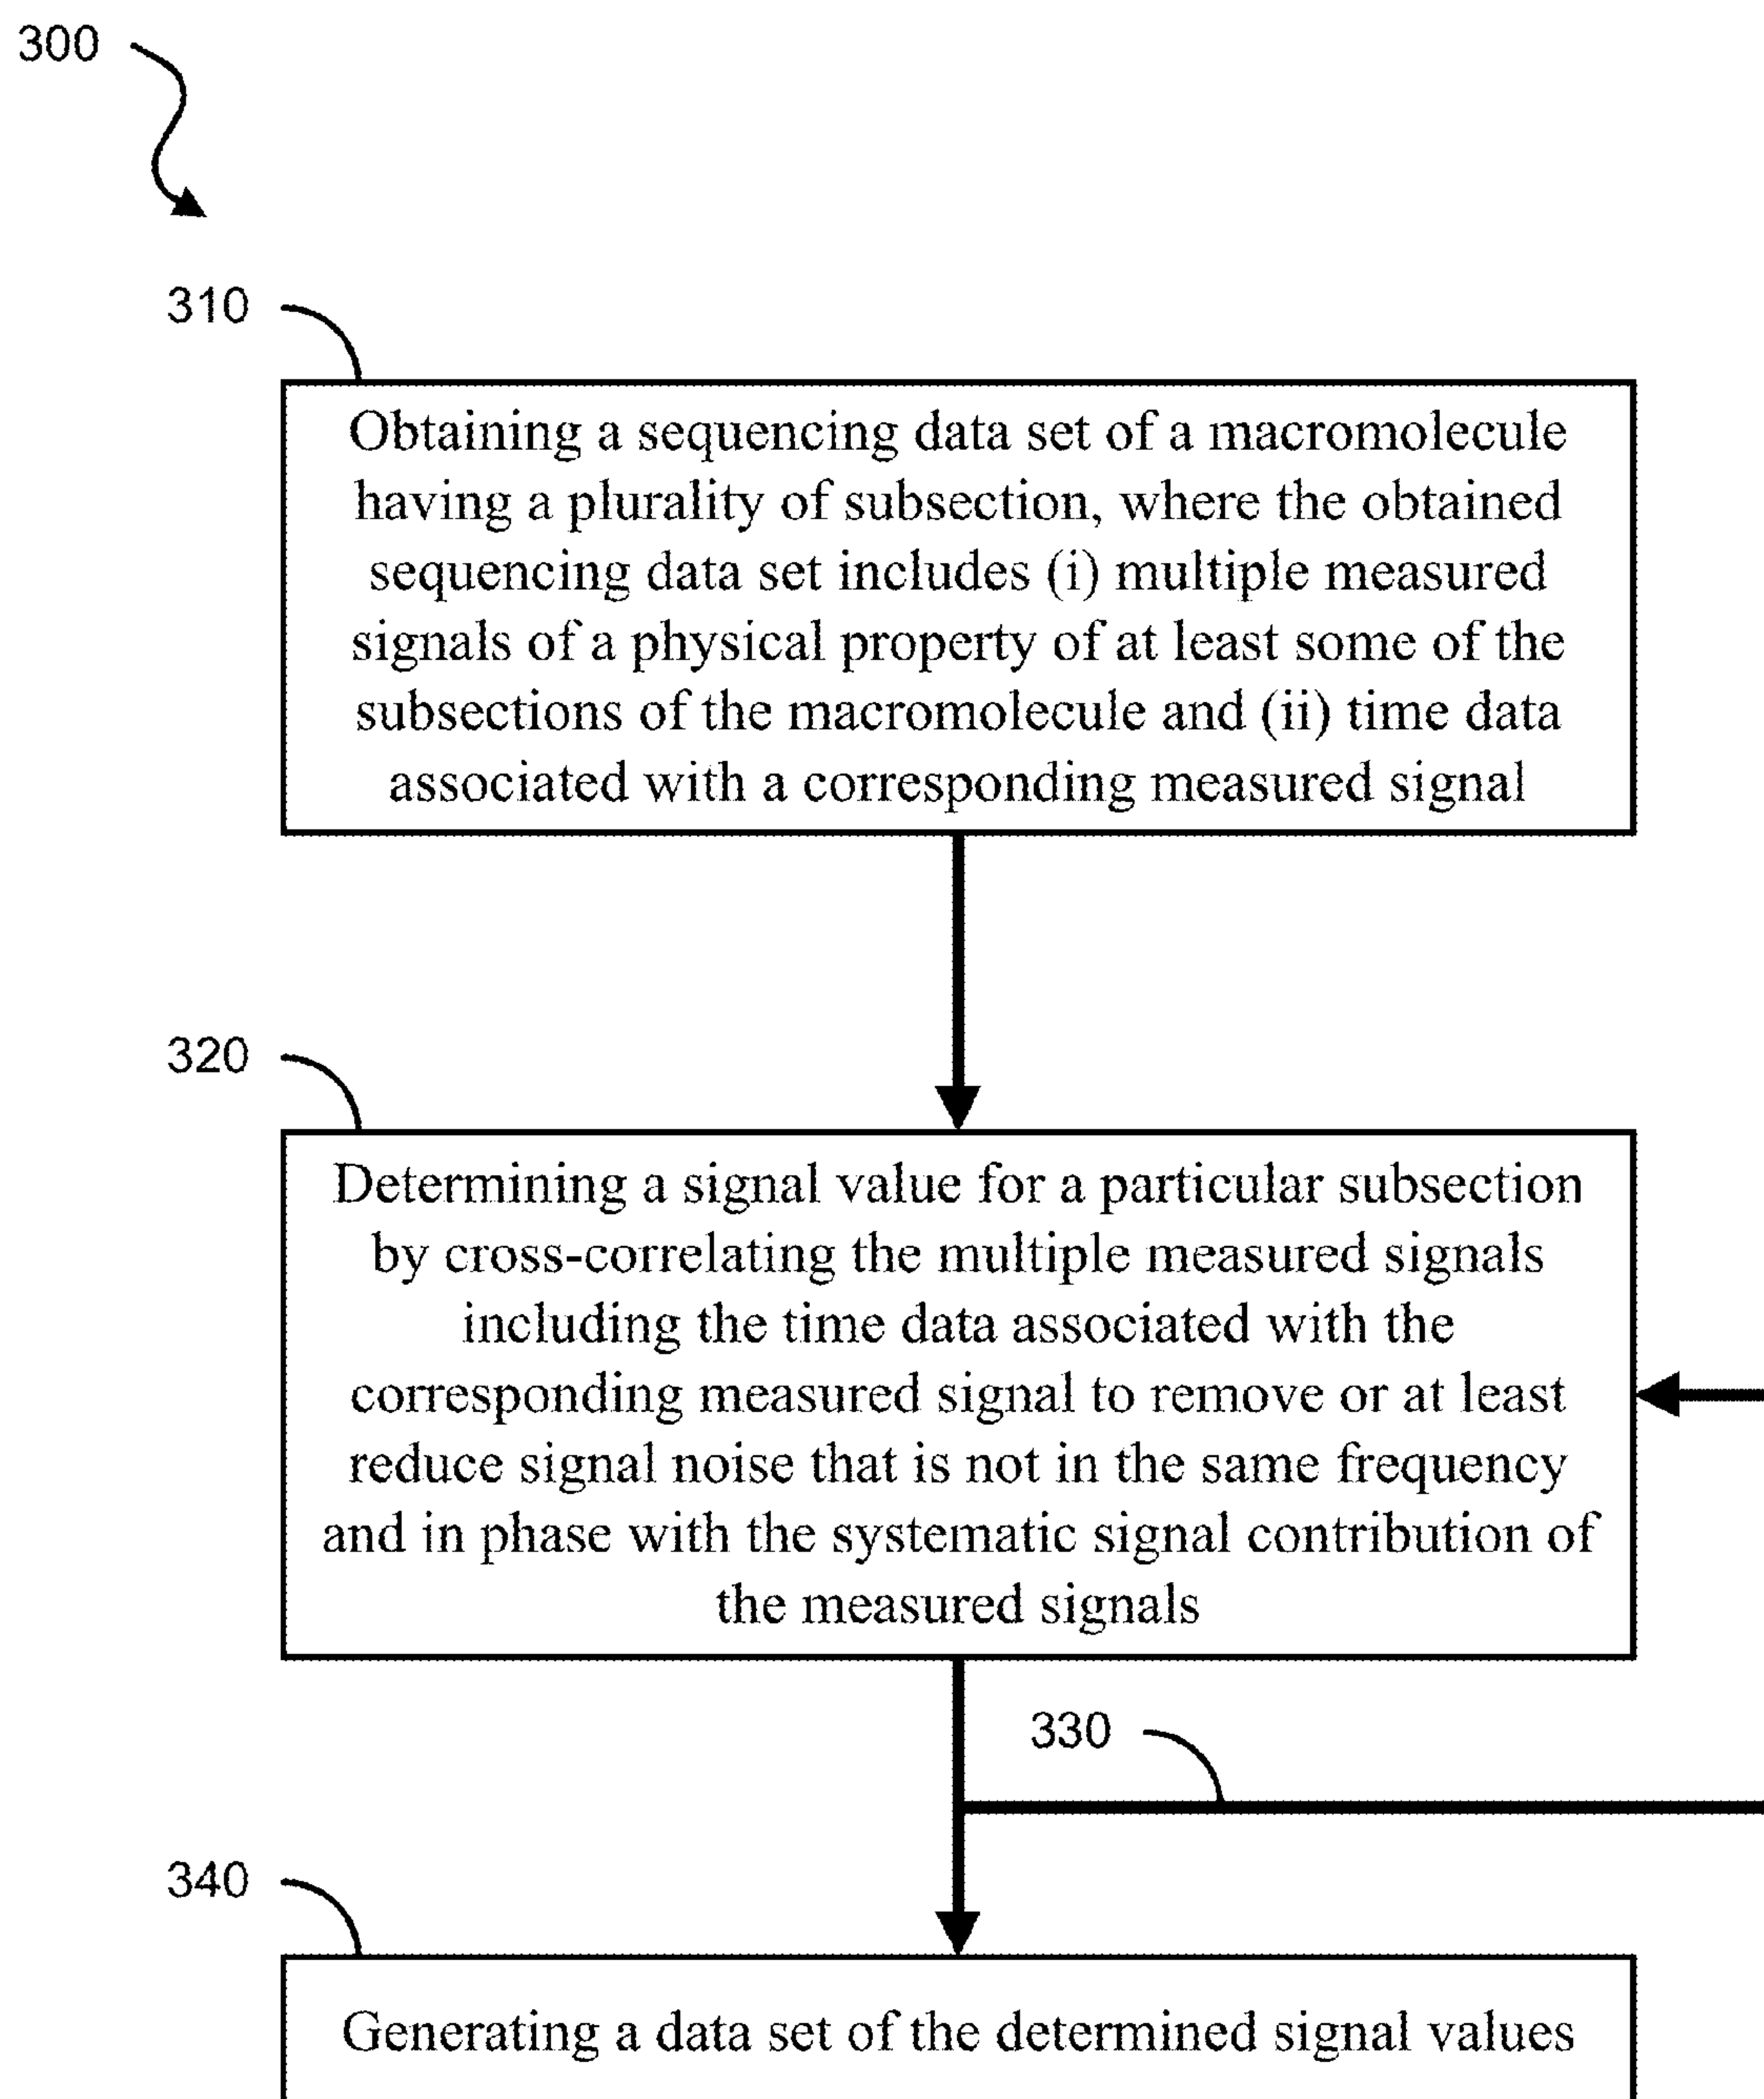 300
310
Obtaining a sequencing data set of a macromolecule
having a plurality of subsection, where the obtained
sequencing data set includes (i) multiple measured
signals of a physical property of at least some of the
subsections of the macromolecule and (ii) time data
associated with a corresponding measured signal
320
Determining a signal value for a particular subsection
by cross-correlating the multiple measured signals
including the time data associated with the
corresponding measured signal to remove or at least
reduce signal noise that is not in the same frequency
and in phase with the systematic signal contribution of
the measured signals
330
340
Generating a data set of the determined signal values